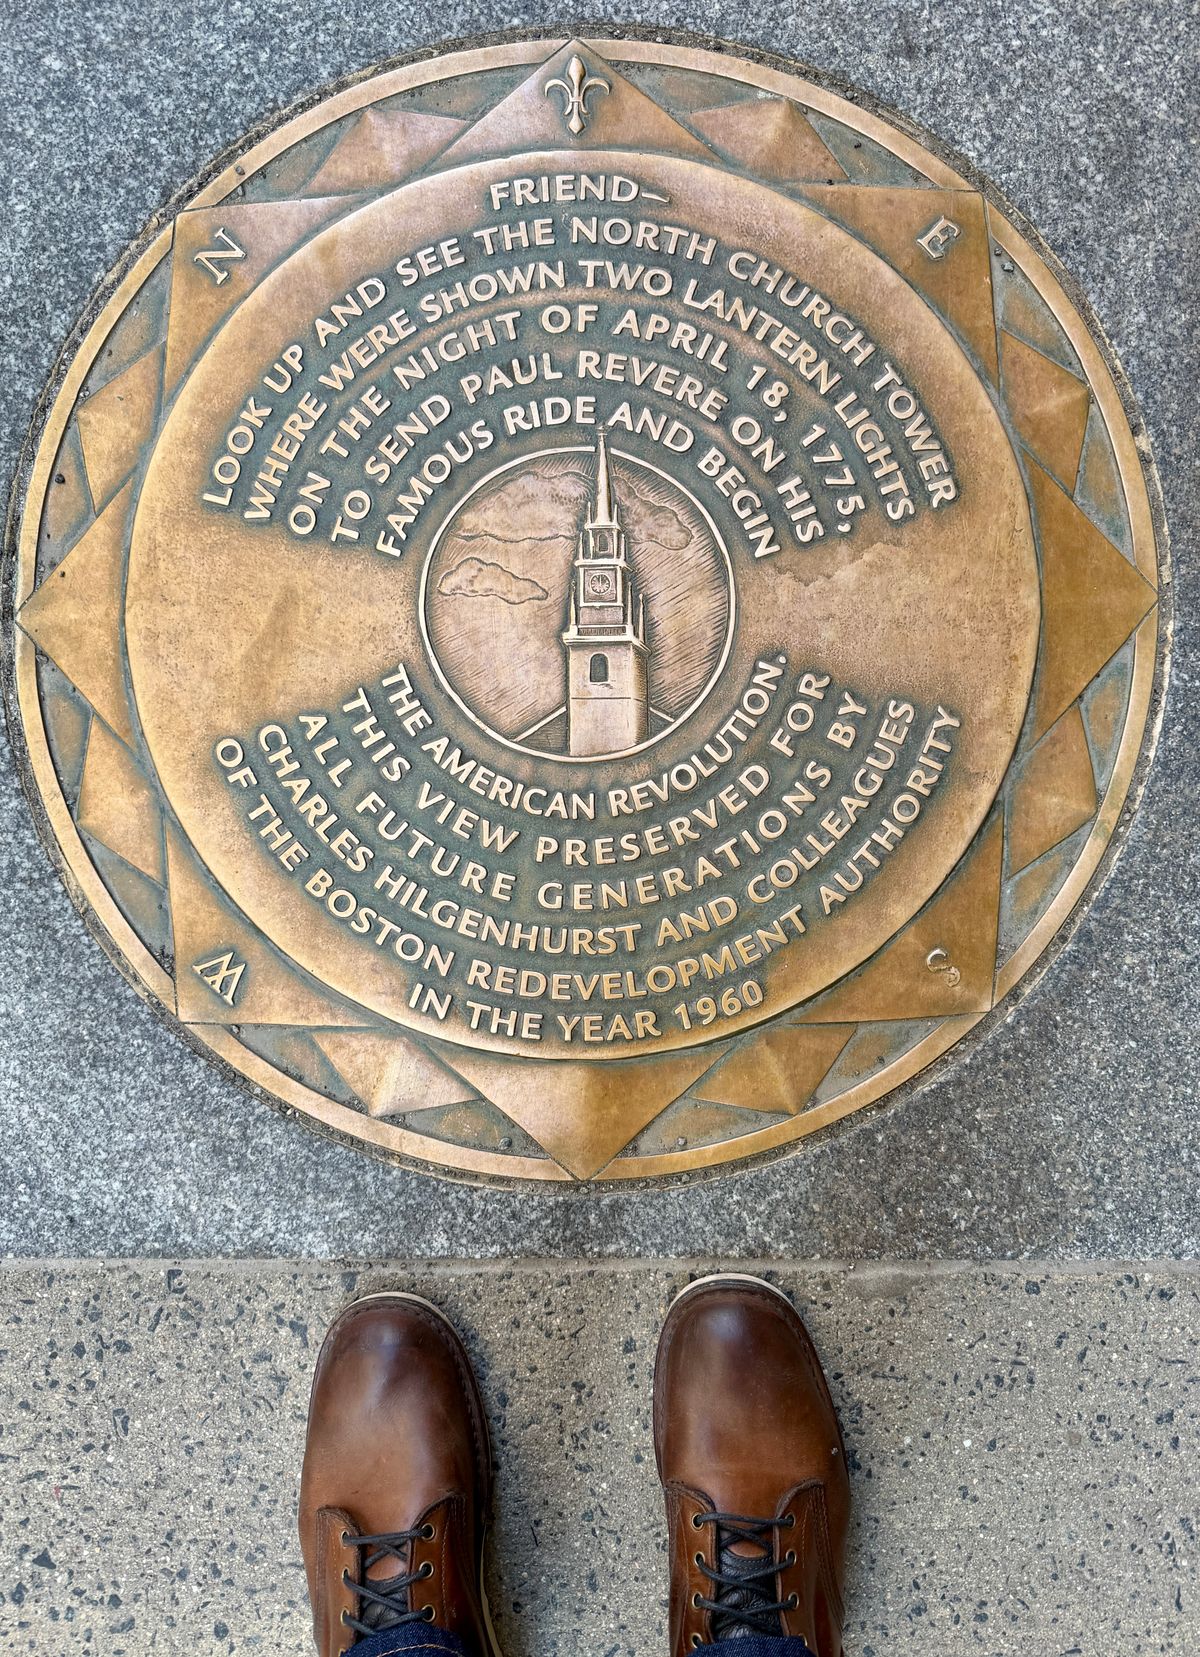 FRIEND—
LOOK UP AND SEE THE NORTH CHURCH TOWER
WHERE WERE SHOWN TWO LANTERN LIGHTS
ON THE NIGHT OF APRIL 18, 1775,
TO SEND PAUL REVERE ON HIS
FAMOUS RIDE AND BEGIN
THE AMERICAN REVOLUTION.
THIS VIEW PRESERVED FOR
ALL FUTURE GENERATIONS BY
CHARLES HILGENHURST AND COLLEAGUES
OF THE BOSTON REDEVELOPMENT AUTHORITY
IN THE YEAR 1960
N
E
W
S